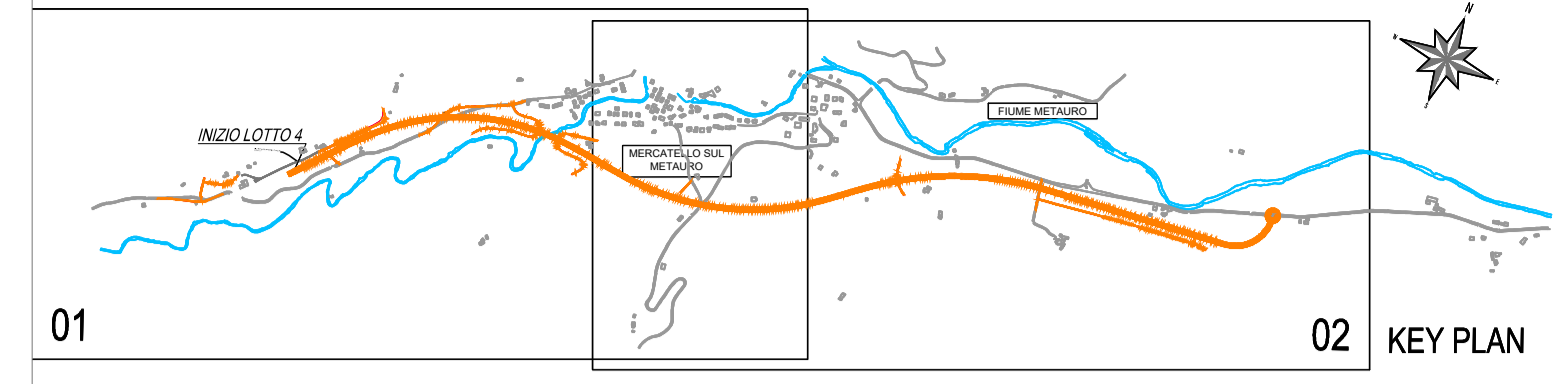 INIZIO LOTTO 4
MERCATELLO SUL
METAURO
FIUME METAURO
N
W
E
S
01
02
KEY PLAN